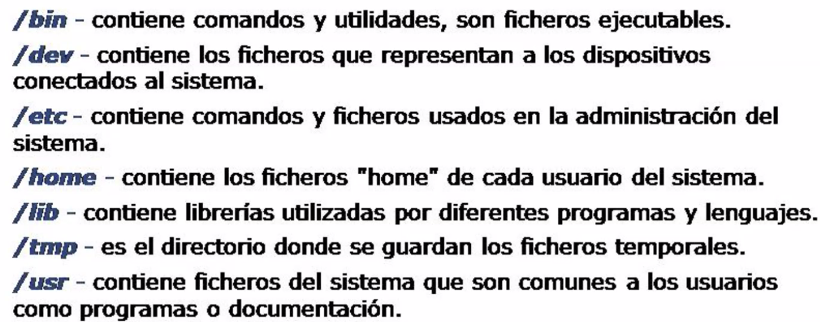 /bin - contiene comandos y utilidades, son ficheros ejecutables.
/dev - contiene los ficheros que representan a los dispositivos
conectados al sistema.
/etc - contiene comandos y ficheros usados en la administración del
sistema.
/home - contiene los ficheros "home" de cada usuario del sistema.
/lib - contiene librerías utilizadas por diferentes programas y lenguajes.
/tmp - es el directorio donde se guardan los ficheros temporales.
/usr - contiene ficheros del sistema que son comunes a los usuarios
como programas o documentación.